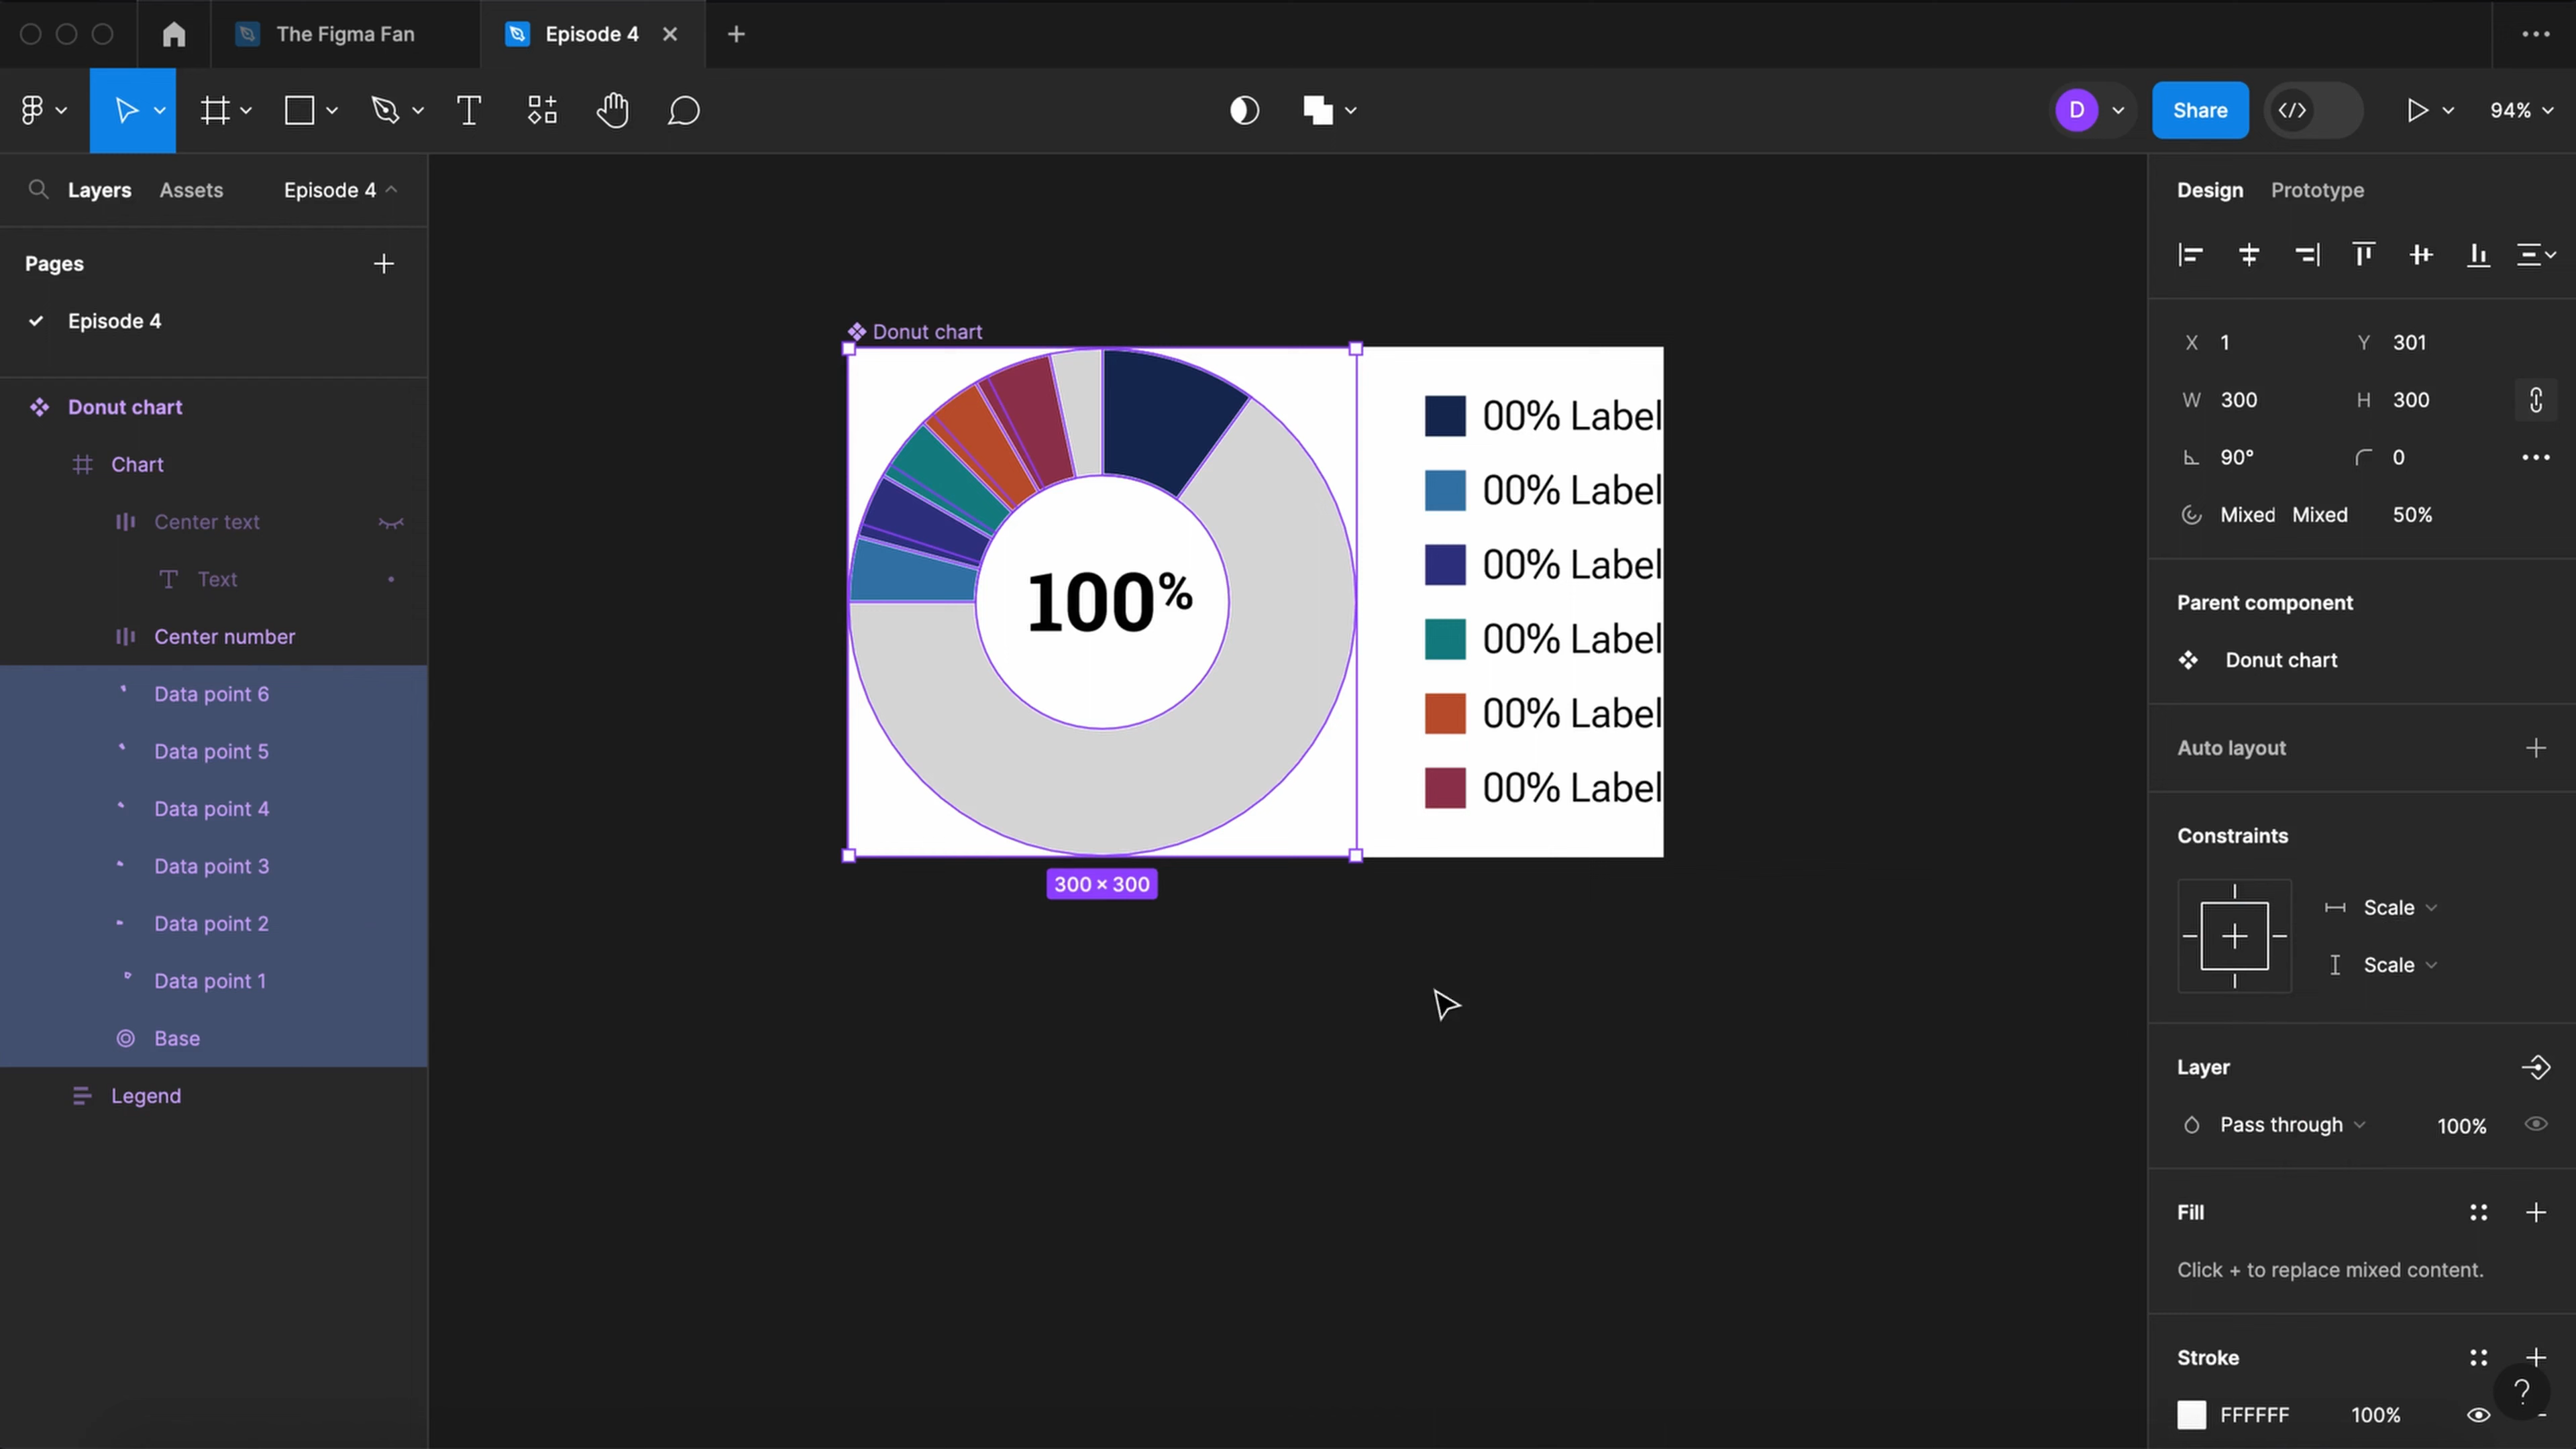 The Figma Fan
Episode 4
D
Share
94%
Layers
Assets
Episode 4
Pages
Episode 4
Donut chart
Chart
Center text
Text
Center number
Data point 6
Data point 5
Data point 4
Data point 3
Data point 2
Data point 1
Base
Legend
Donut chart
100%
300 × 300
00% Label
00% Label
00% Label
00% Label
00% Label
00% Label
Design
Prototype
X 1 Y 301
W 300 H 300
90° 0
Mixed Mixed 50%
Parent component
Donut chart
Auto layout
Constraints
Scale
Scale
Layer
Pass through 100%
Fill
Click + to replace mixed content.
Stroke
?
FFFFFF 100%